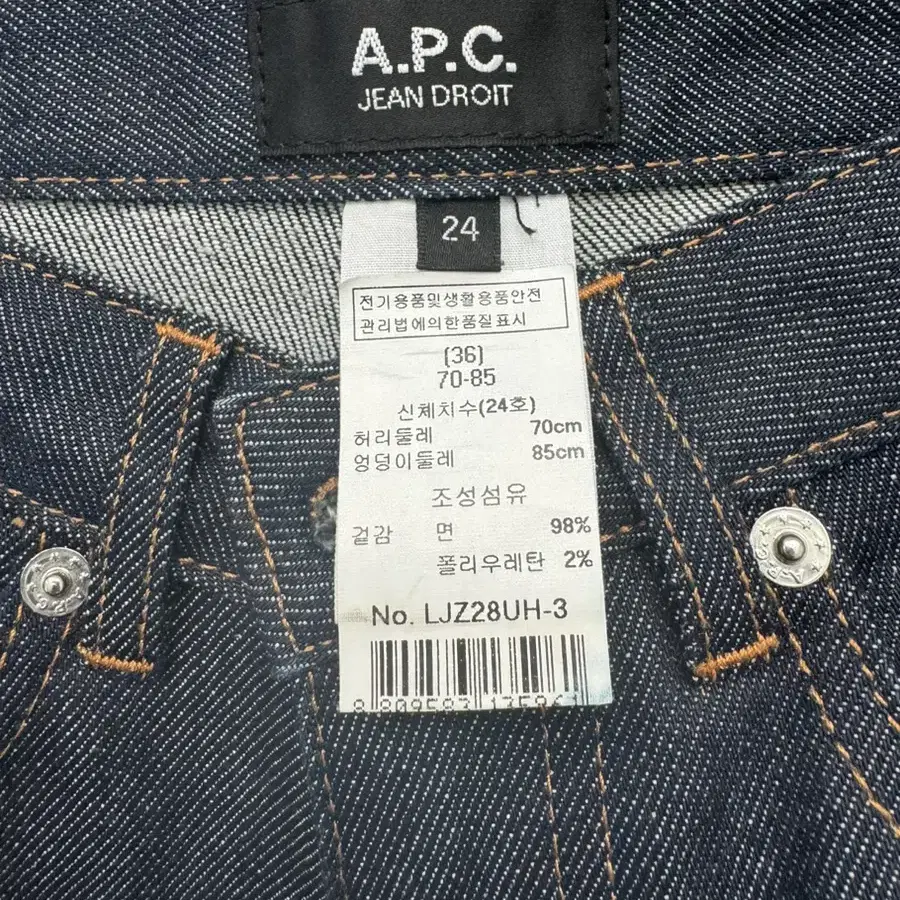 A.P.C.
JEAN DROIT
24
전기용품및생활용품안전
관리법에의한품질표시
(36)
70-85
신체치수(24호)
허리둘레 70cm
엉덩이둘레 85cm
조성섬유
겉감 면 98%
폴리우레탄 2%
No. LJZ28UH-3